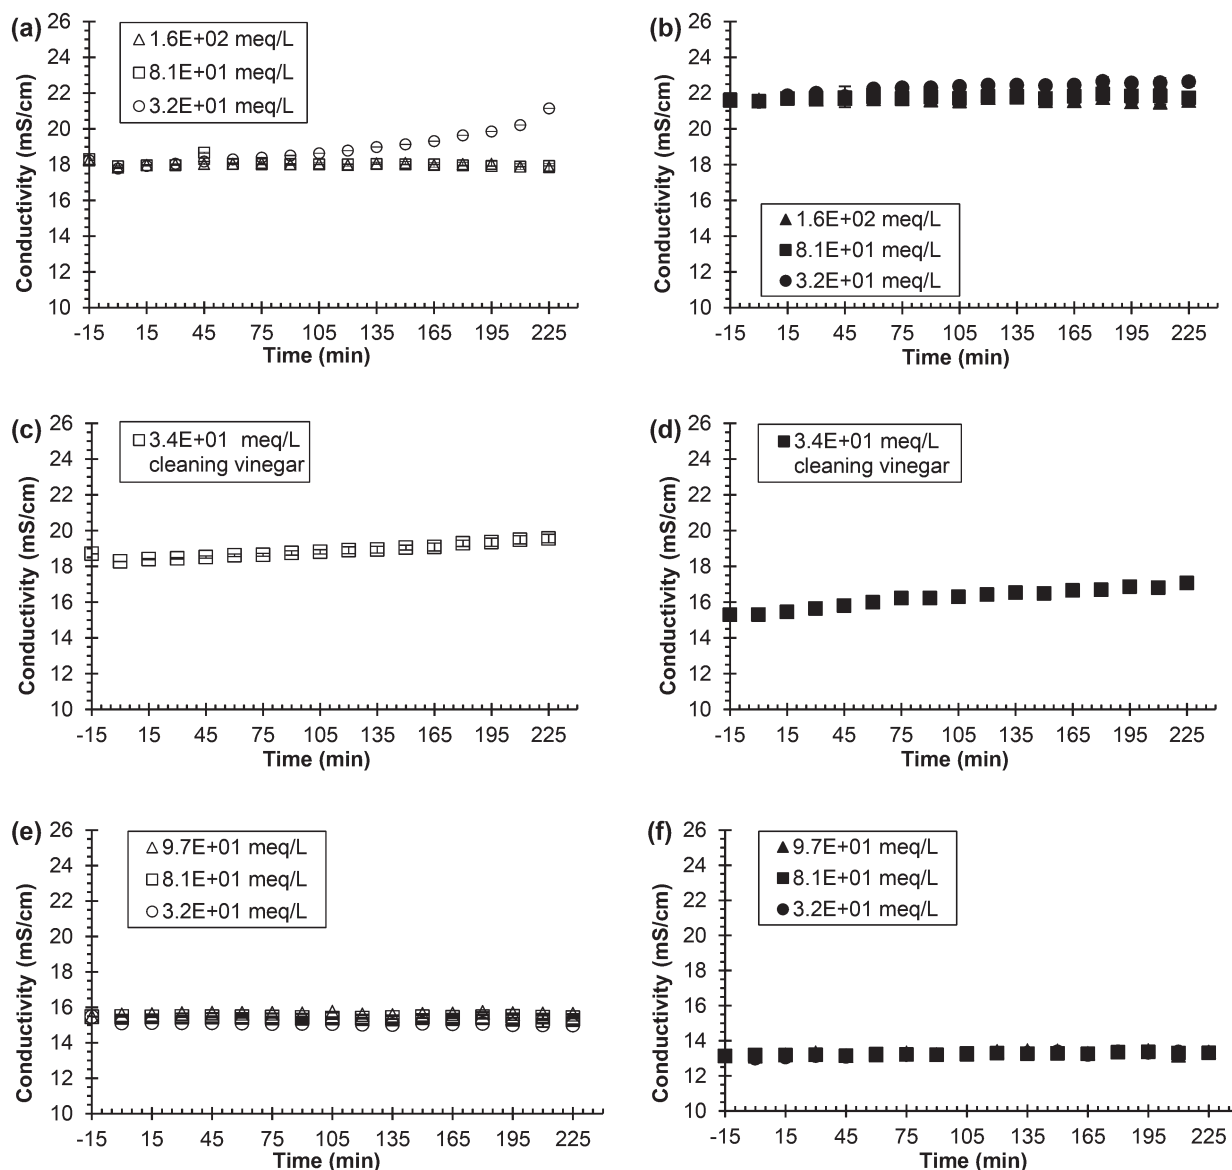 (a)
26
24
22
20
18
16
14
12
10
Conductivity (mS/cm)
1.6E+02 meq/L
8.1E+01 meq/L
3.2E+01 meq/L
-15 15 45 75 105 135 165 195 225
Time (min)
(b)
26
24
22
20
18
16
14
12
10
Conductivity (mS/cm)
1.6E+02 meq/L
8.1E+01 meq/L
3.2E+01 meq/L
-15 15 45 75 105 135 165 195 225
Time (min)
(c)
26
24
22
20
18
16
14
12
10
Conductivity (mS/cm)
3.4E+01 meq/L
cleaning vinegar
-15 15 45 75 105 135 165 195 225
Time (min)
(d)
26
24
22
20
18
16
14
12
10
Conductivity (mS/cm)
3.4E+01 meq/L
cleaning vinegar
-15 15 45 75 105 135 165 195 225
Time (min)
(e)
26
24
22
20
18
16
14
12
10
Conductivity (mS/cm)
9.7E+01 meq/L
8.1E+01 meq/L
3.2E+01 meq/L
-15 15 45 75 105 135 165 195 225
Time (min)
(f)
26
24
22
20
18
16
14
12
10
Conductivity (mS/cm)
9.7E+01 meq/L
8.1E+01 meq/L
3.2E+01 meq/L
-15 15 45 75 105 135 165 195 225
Time (min)